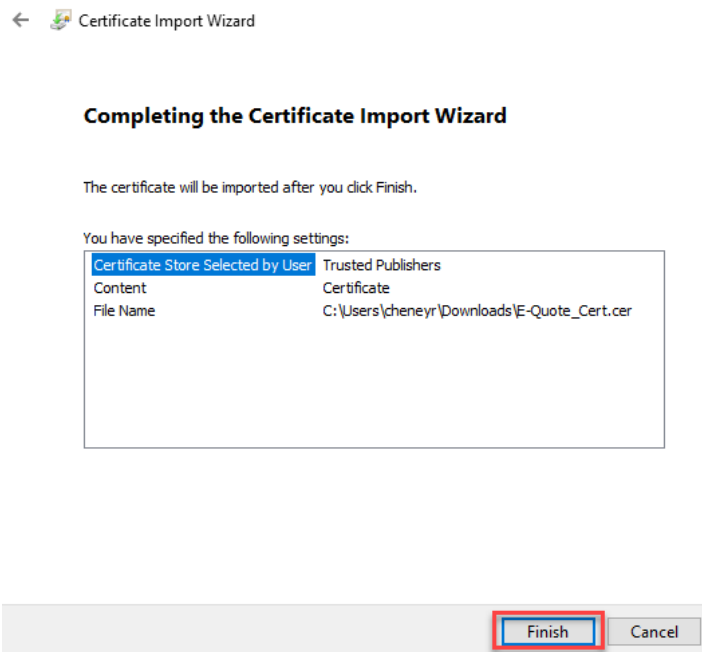 Certificate Import Wizard
Completing the Certificate Import Wizard
The certificate will be imported after you click Finish.
You have specified the following settings:
Certificate Store Selected by User Trusted Publishers
Content Certificate
File Name C:\Users\cheneyr\Downloads\E-Quote_Cert.cer
Finish Cancel